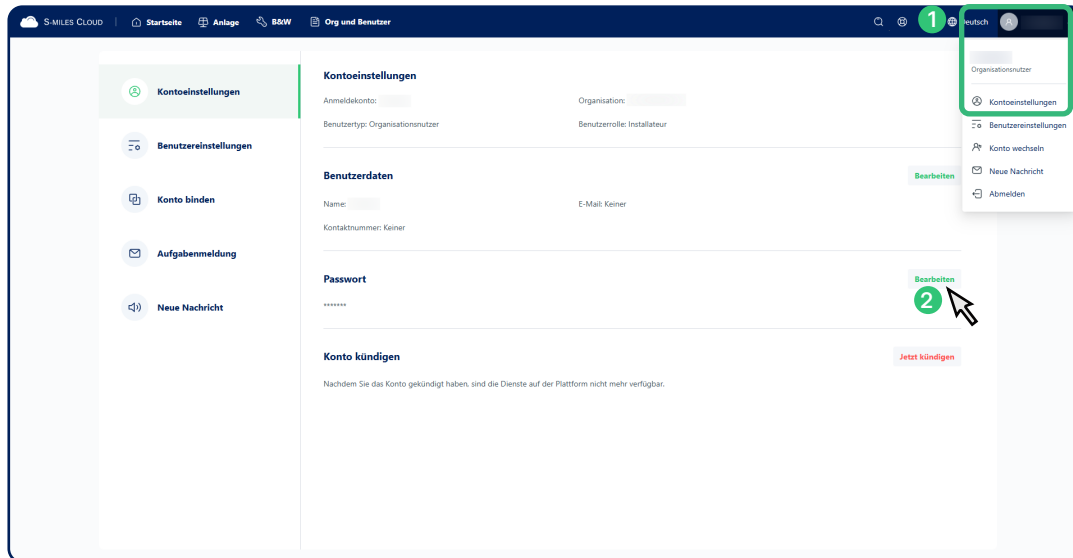 S-MILES CLOUD
Startseite
Anlage
B&W
Org und Benutzer
1
Deutsch
Organisationsnutzer
Kontoeinstellungen
Benutzereinstellungen
Konto wechseln
Neue Nachricht
Abmelden
Kontoeinstellungen
Benutzereinstellungen
Konto binden
Aufgabenmeldung
Neue Nachricht
Kontoeinstellungen
Anmeldekonto:
Organisation:
Benutzertyp: Organisationsnutzer
Benutzerrolle: Installateur
Benutzerdaten
Bearbeiten
Name:
E-Mail: Keiner
Kontaktnummer: Keiner
Passwort
Bearbeiten
*******
2
Konto kündigen
Jetzt kündigen
Nachdem Sie das Konto gekündigt haben, sind die Dienste auf der Plattform nicht mehr verfügbar.